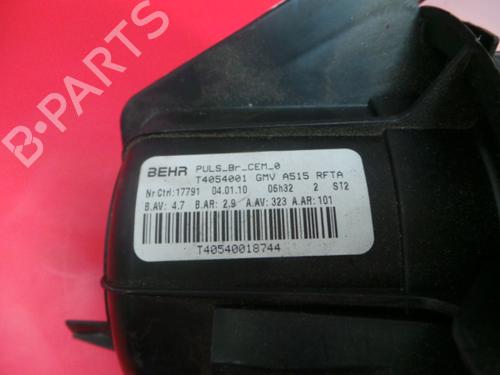 B-PARTS
BEHR PULS_Br_CEM_0
T4054001 GMV A515 RFTA
Nr Ctrl:17791 04.01.10 06h32 2 ST2
B.AV: 4.7 B.AR: 2.9 A.AV: 323 A.AR: 101
T40540018744